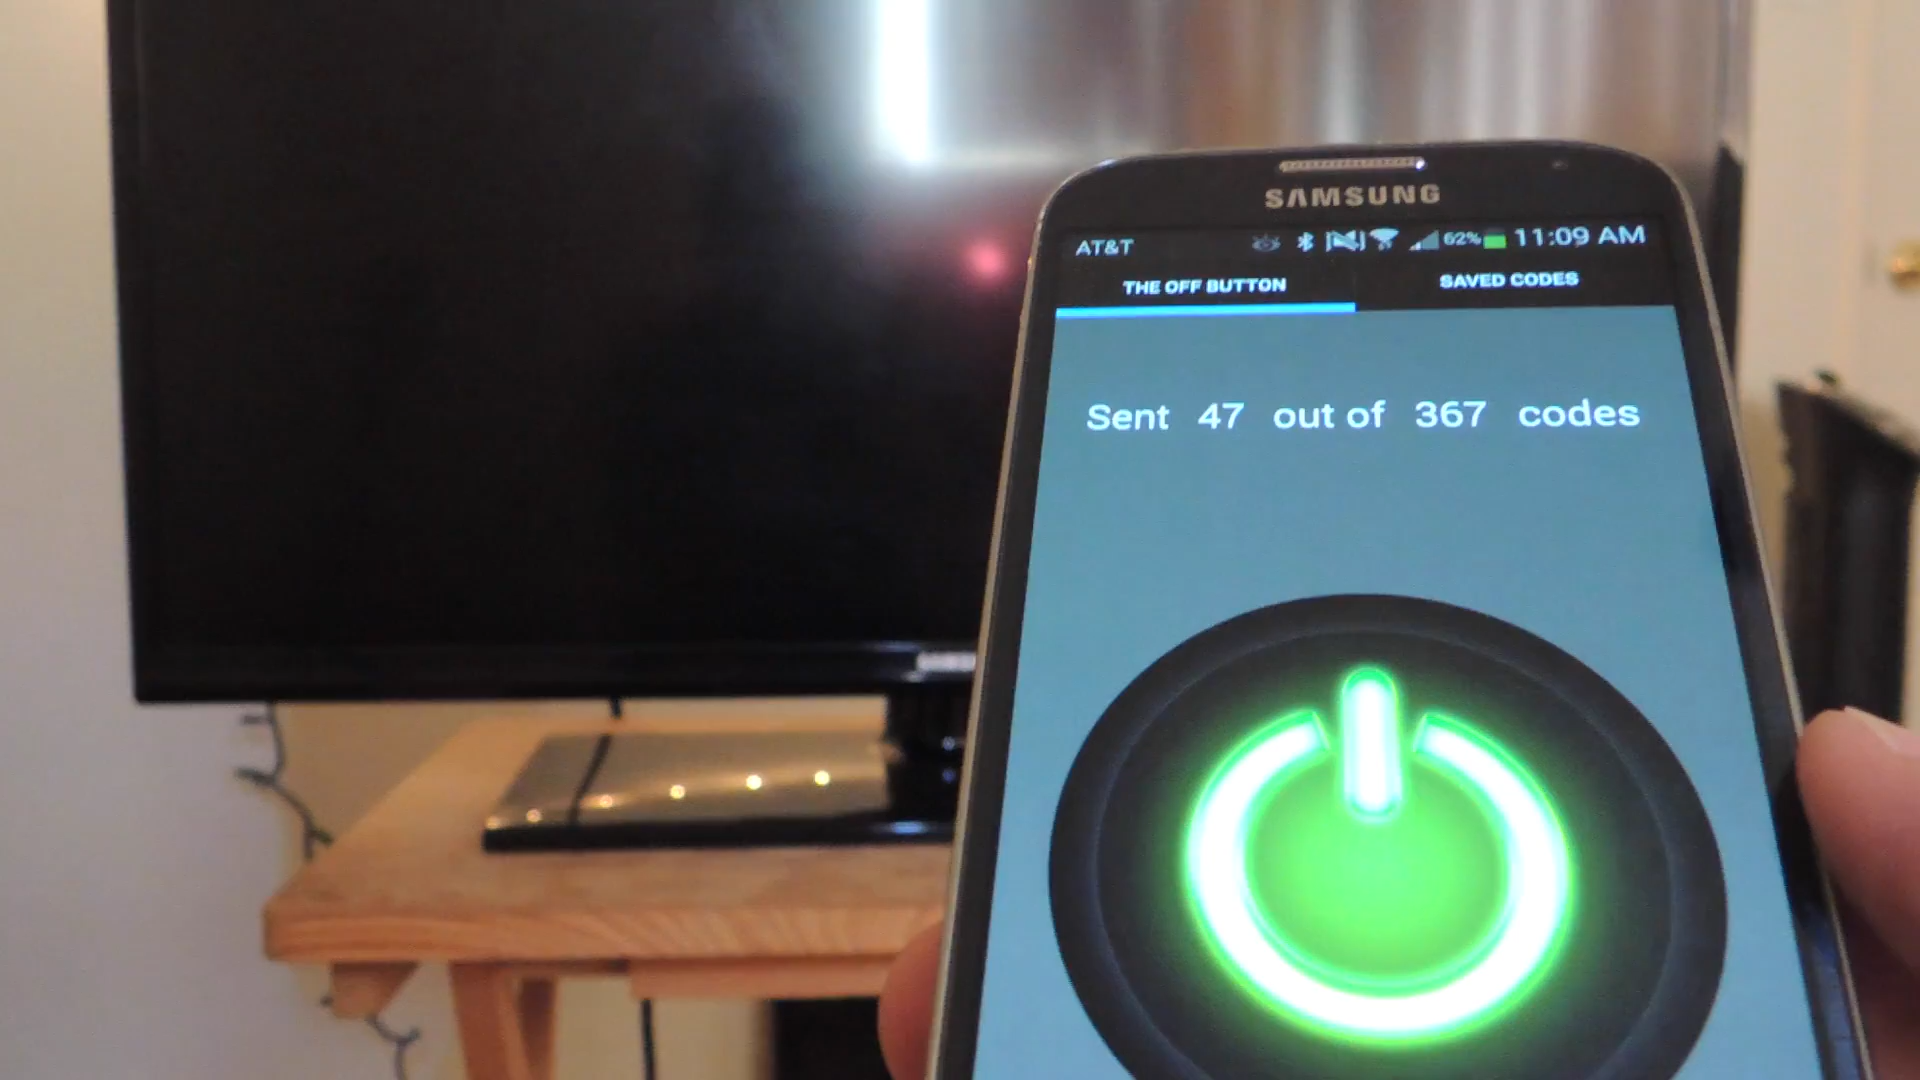 SAMSUNG
AT&T 62% 11:09 AM
THE OFF BUTTON SAVED CODES
Sent 47 out of 367 codes